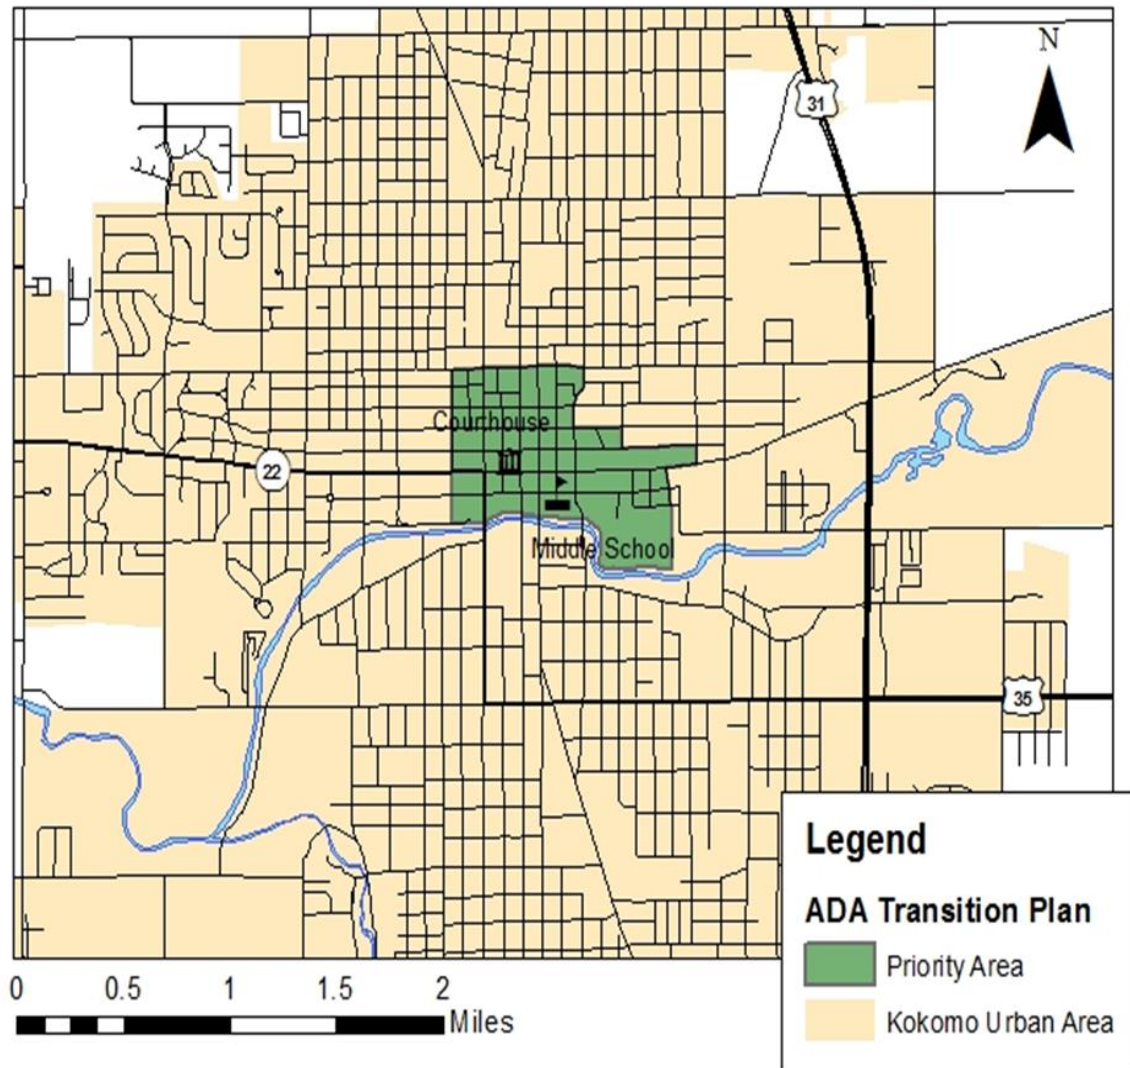 N
31
Courthouse
22
Middle School
35
Legend
ADA Transition Plan
Priority Area
Kokomo Urban Area
0 0.5 1 1.5 2
Miles